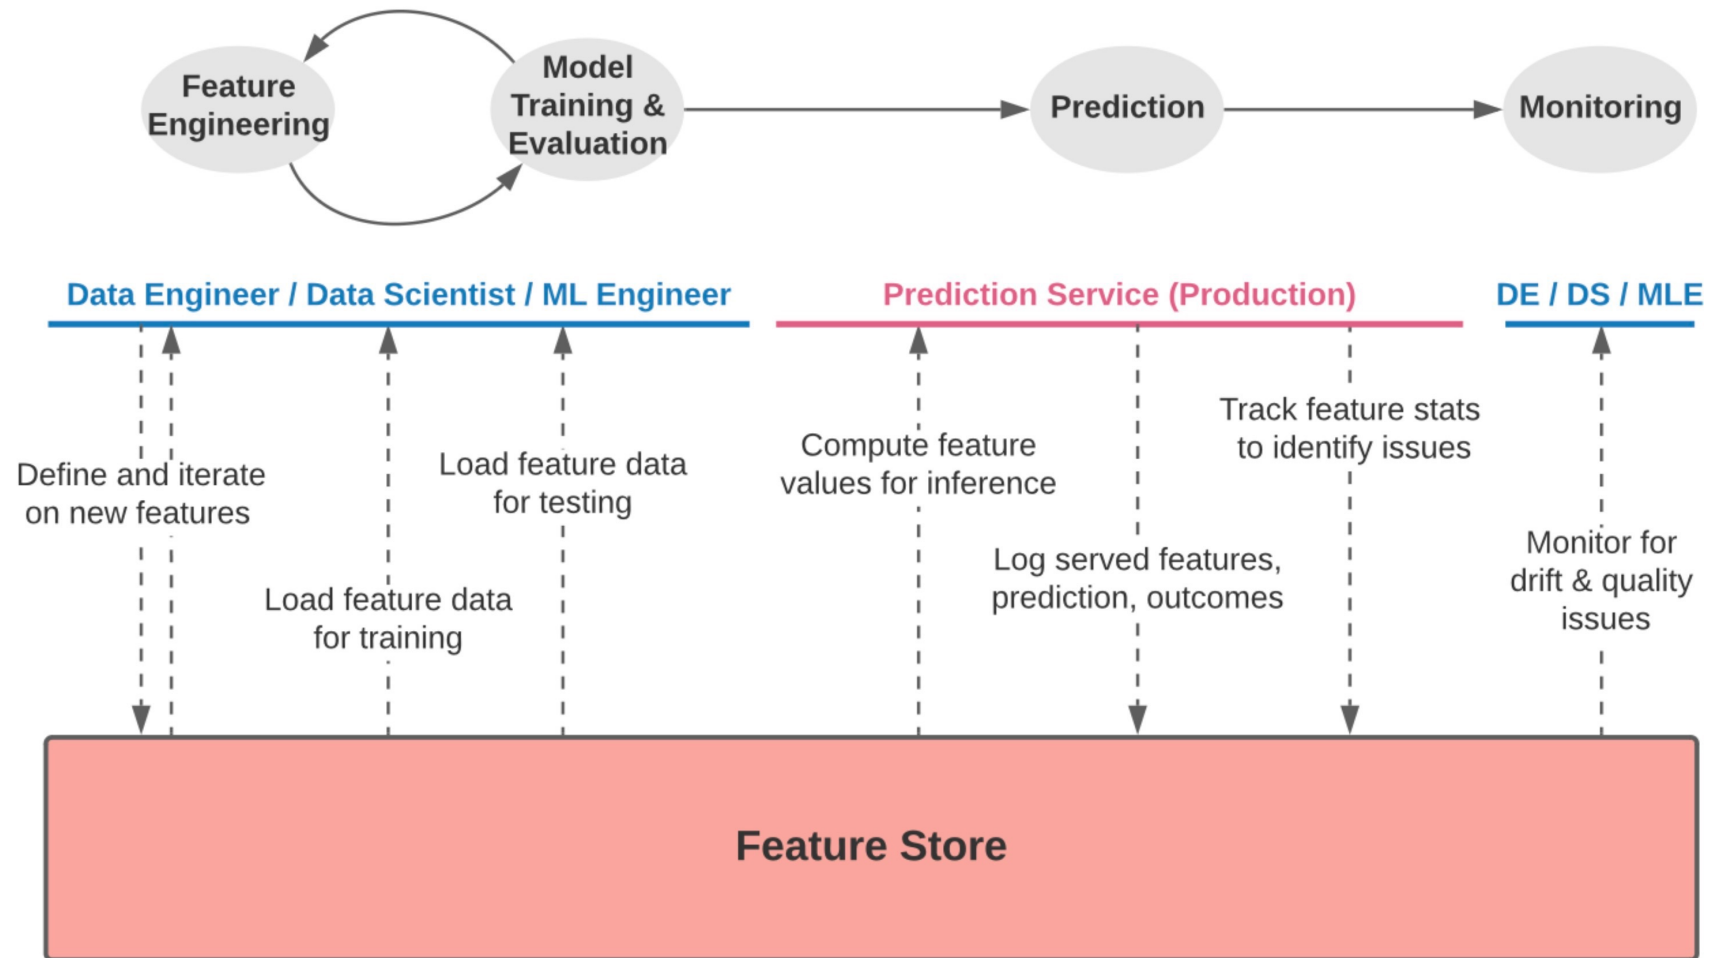 Feature
Engineering
Model
Training &
Evaluation
Prediction
Monitoring
Data Engineer / Data Scientist / ML Engineer
Prediction Service (Production)
DE / DS / MLE
Define and iterate
on new features
Load feature data
for training
Load feature data
for testing
Compute feature
values for inference
Log served features,
prediction, outcomes
Track feature stats
to identify issues
Monitor for
drift & quality
issues
Feature Store